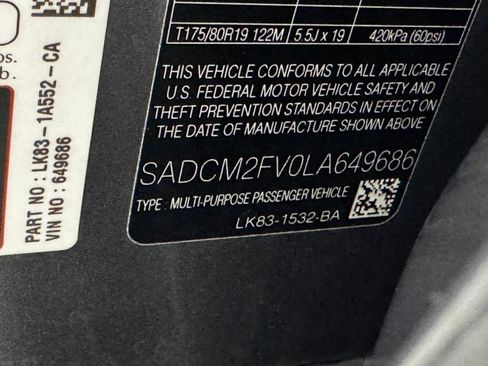 T175/80R19 122M 5.5J x 19 420kPa (60psi)
THIS VEHICLE CONFORMS TO ALL APPLICABLE
U.S. FEDERAL MOTOR VEHICLE SAFETY AND
THEFT PREVENTION STANDARDS IN EFFECT ON
THE DATE OF MANUFACTURE SHOWN ABOVE
SADCM2FV0LA649686
TYPE : MULTI-PURPOSE PASSENGER VEHICLE
LK83-1532-BA
PART NO : LK83-1A552-CA
VIN NO : 649686